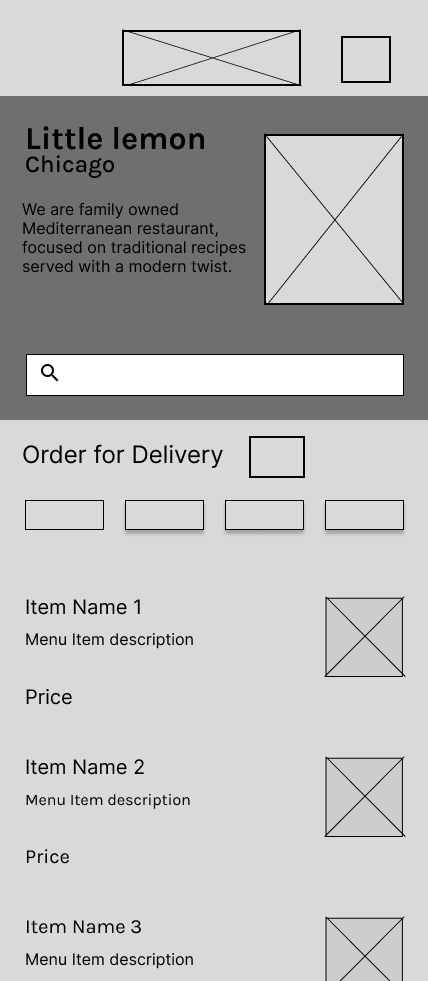 Little lemon
Chicago
We are family owned
Mediterranean restaurant,
focused on traditional recipes
served with a modern twist.
Order for Delivery
Item Name 1
Menu Item description
Price
Item Name 2
Menu Item description
Price
Item Name 3
Menu Item description